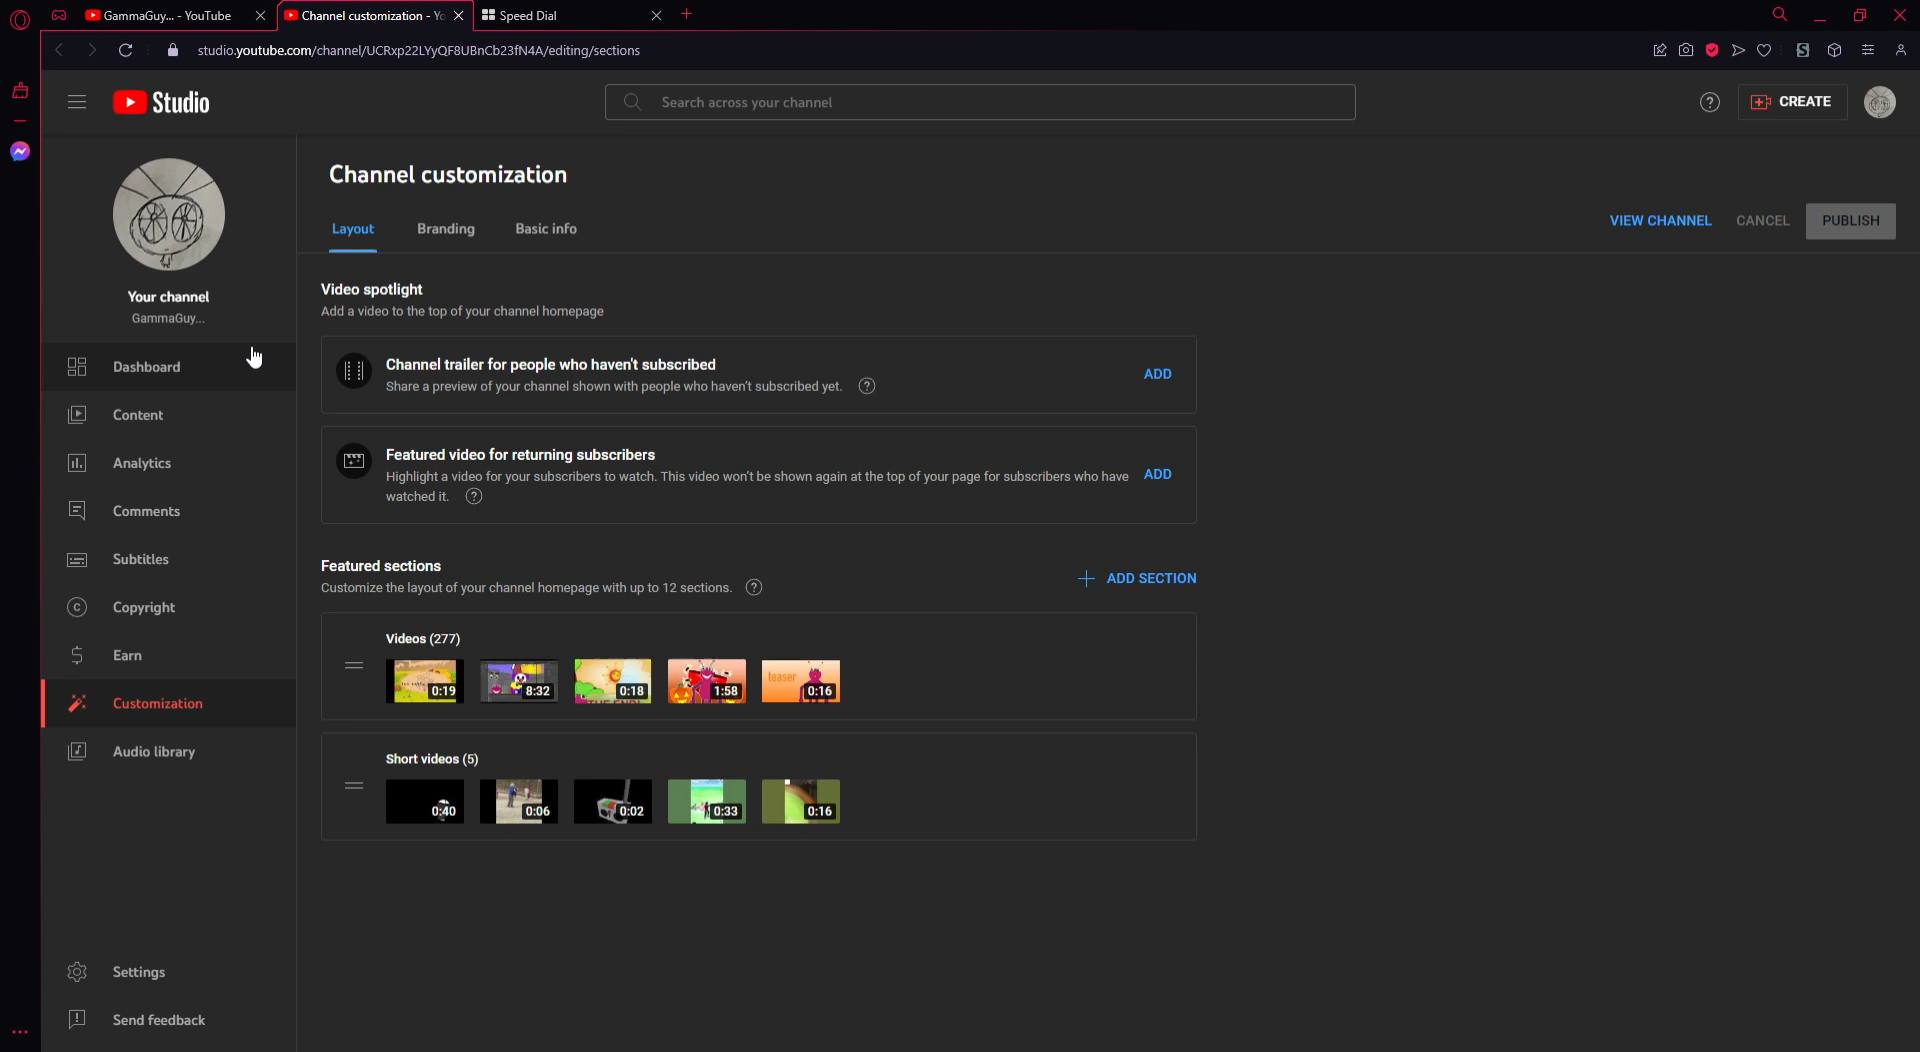 GammaGuy... - YouTube
Channel customization - Yo
Speed Dial
studio.youtube.com/channel/UCRxp22LYyQF8UBnCb23fN4A/editing/sections
Studio
Search across your channel
CREATE
Your channel
GammaGuy...
Dashboard
Content
Analytics
Comments
Subtitles
Copyright
Earn
Customization
Audio library
Settings
Send feedback
Channel customization
Layout Branding Basic info
VIEW CHANNEL CANCEL PUBLISH
Video spotlight
Add a video to the top of your channel homepage
Channel trailer for people who haven't subscribed
Share a preview of your channel shown with people who haven't subscribed yet.
ADD
Featured video for returning subscribers
Highlight a video for your subscribers to watch. This video won't be shown again at the top of your page for subscribers who have
watched it.
ADD
Featured sections
Customize the layout of your channel homepage with up to 12 sections.
ADD SECTION
Videos (277)
teaser
0:19 8:32 0:18 1:58 0:16
Short videos (5)
0:40 0:06 0:02 0:33 0:16